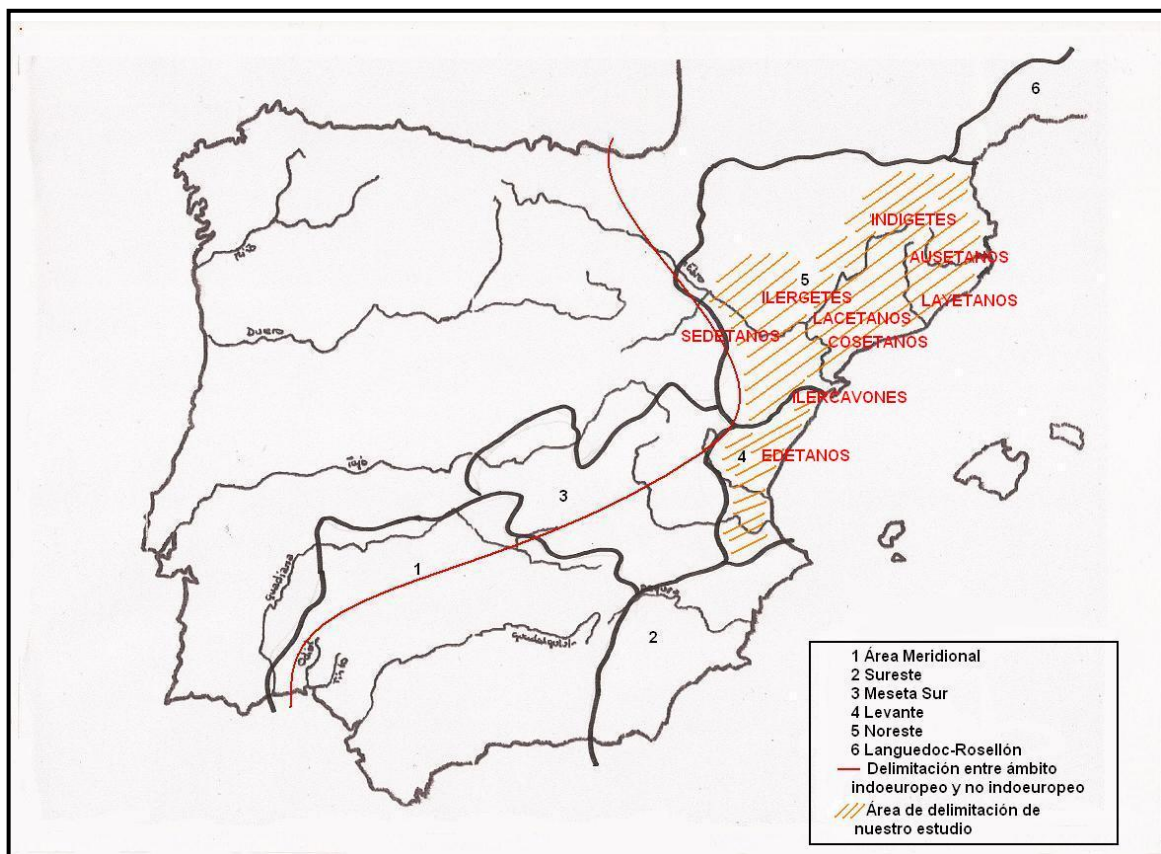 6
INDIGETES
AUSETANOS
Ebro
5
ILERGETES
LAYETANOS
LACETANOS
Duero
SEDETANOS
COSETANOS
ILERCAVONES
4
EDETANOS
Tajo
3
Guadiana
1
2
Guadalquivir
Odiel
Tinto
1 Área Meridional
2 Sureste
3 Meseta Sur
4 Levante
5 Noreste
6 Languedoc-Rosellón
Delimitación entre ámbito
indoeuropeo y no indoeuropeo
Área de delimitación de
nuestro estudio